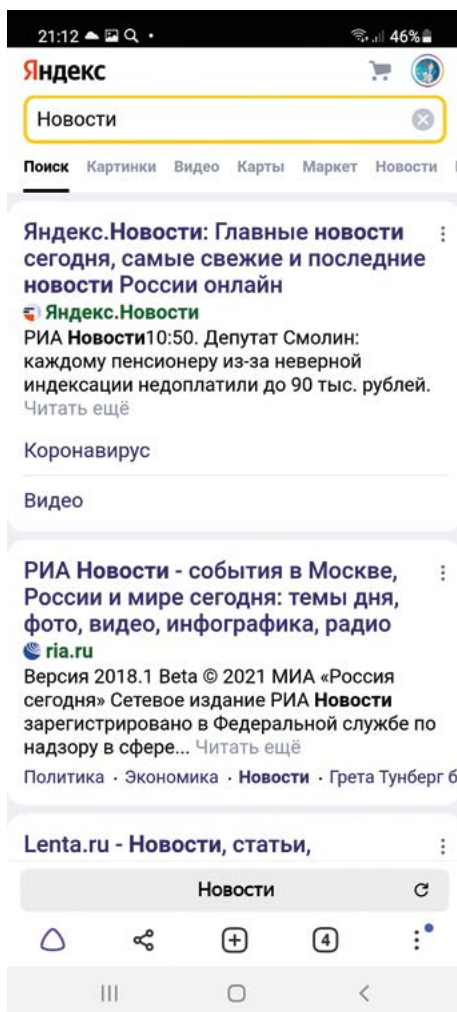 21:12 46%
Яндекс
Новости
Поиск Картинки Видео Карты Маркет Новости
Яндекс.Новости: Главные новости
сегодня, самые свежие и последние
новости России онлайн
Яндекс.Новости
РИА Новости10:50. Депутат Смолин:
каждому пенсионеру из-за неверной
индексации недоплатили до 90 тыс. рублей.
Читать ещё
Коронавирус
Видео
РИА Новости - события в Москве,
России и мире сегодня: темы дня,
фото, видео, инфографика, радио
ria.ru
Версия 2018.1 Beta © 2021 МИА «Россия
сегодня» Сетевое издание РИА Новости
зарегистрировано в Федеральной службе по
надзору в сфере... Читать ещё
Политика · Экономика · Новости · Грета Тунберг б
Lenta.ru - Новости, статьи,
Новости
4